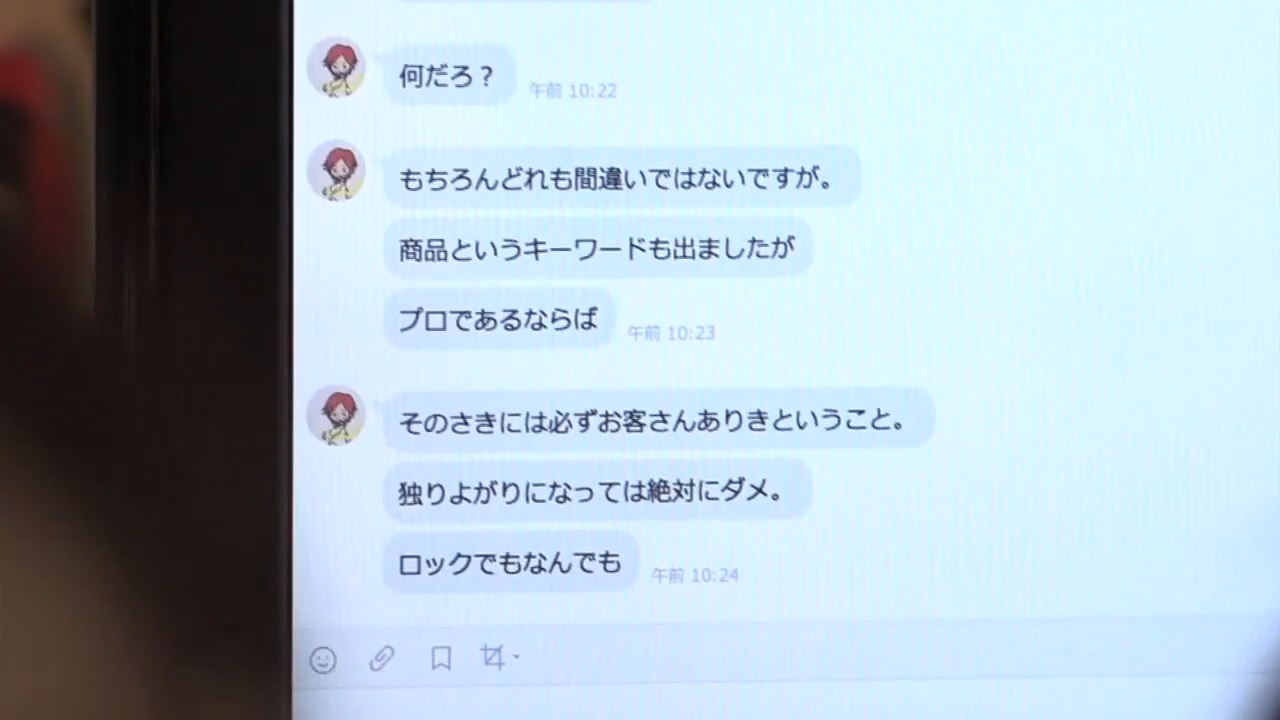 何だろ？
午前 10:22
もちろんどれも間違いではないですが。
商品というキーワードも出ましたが
プロであるならば
午前 10:23
そのさきには必ずお客さんありきということ。
独りよがりになっては絶対にダメ。
ロックでもなんでも
午前 10:24